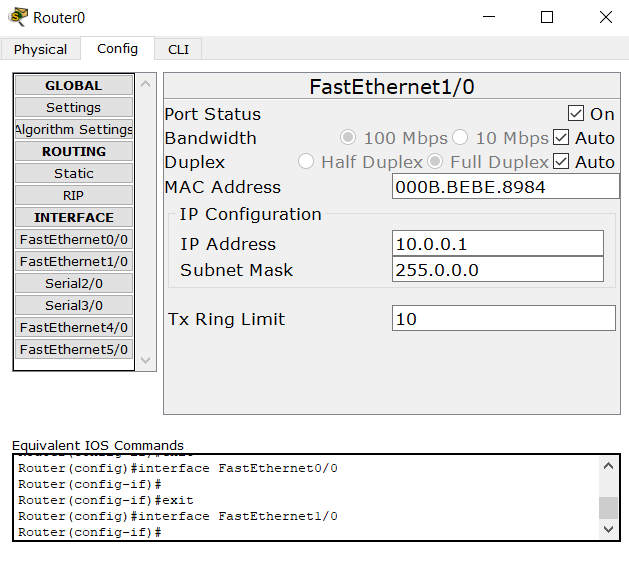 Router0
Physical Config CLI
GLOBAL
Settings
Algorithm Settings
ROUTING
Static
RIP
INTERFACE
FastEthernet0/0
FastEthernet1/0
Serial2/0
Serial3/0
FastEthernet4/0
FastEthernet5/0
FastEthernet1/0
Port Status On
Bandwidth 100 Mbps 10 Mbps Auto
Duplex Half Duplex Full Duplex Auto
MAC Address 000B.BEBE.8984
IP Configuration
IP Address 10.0.0.1
Subnet Mask 255.0.0.0
Tx Ring Limit 10
Equivalent IOS Commands
Router(config)#interface FastEthernet0/0
Router(config-if)#
Router(config-if)#exit
Router(config)#interface FastEthernet1/0
Router(config-if)#